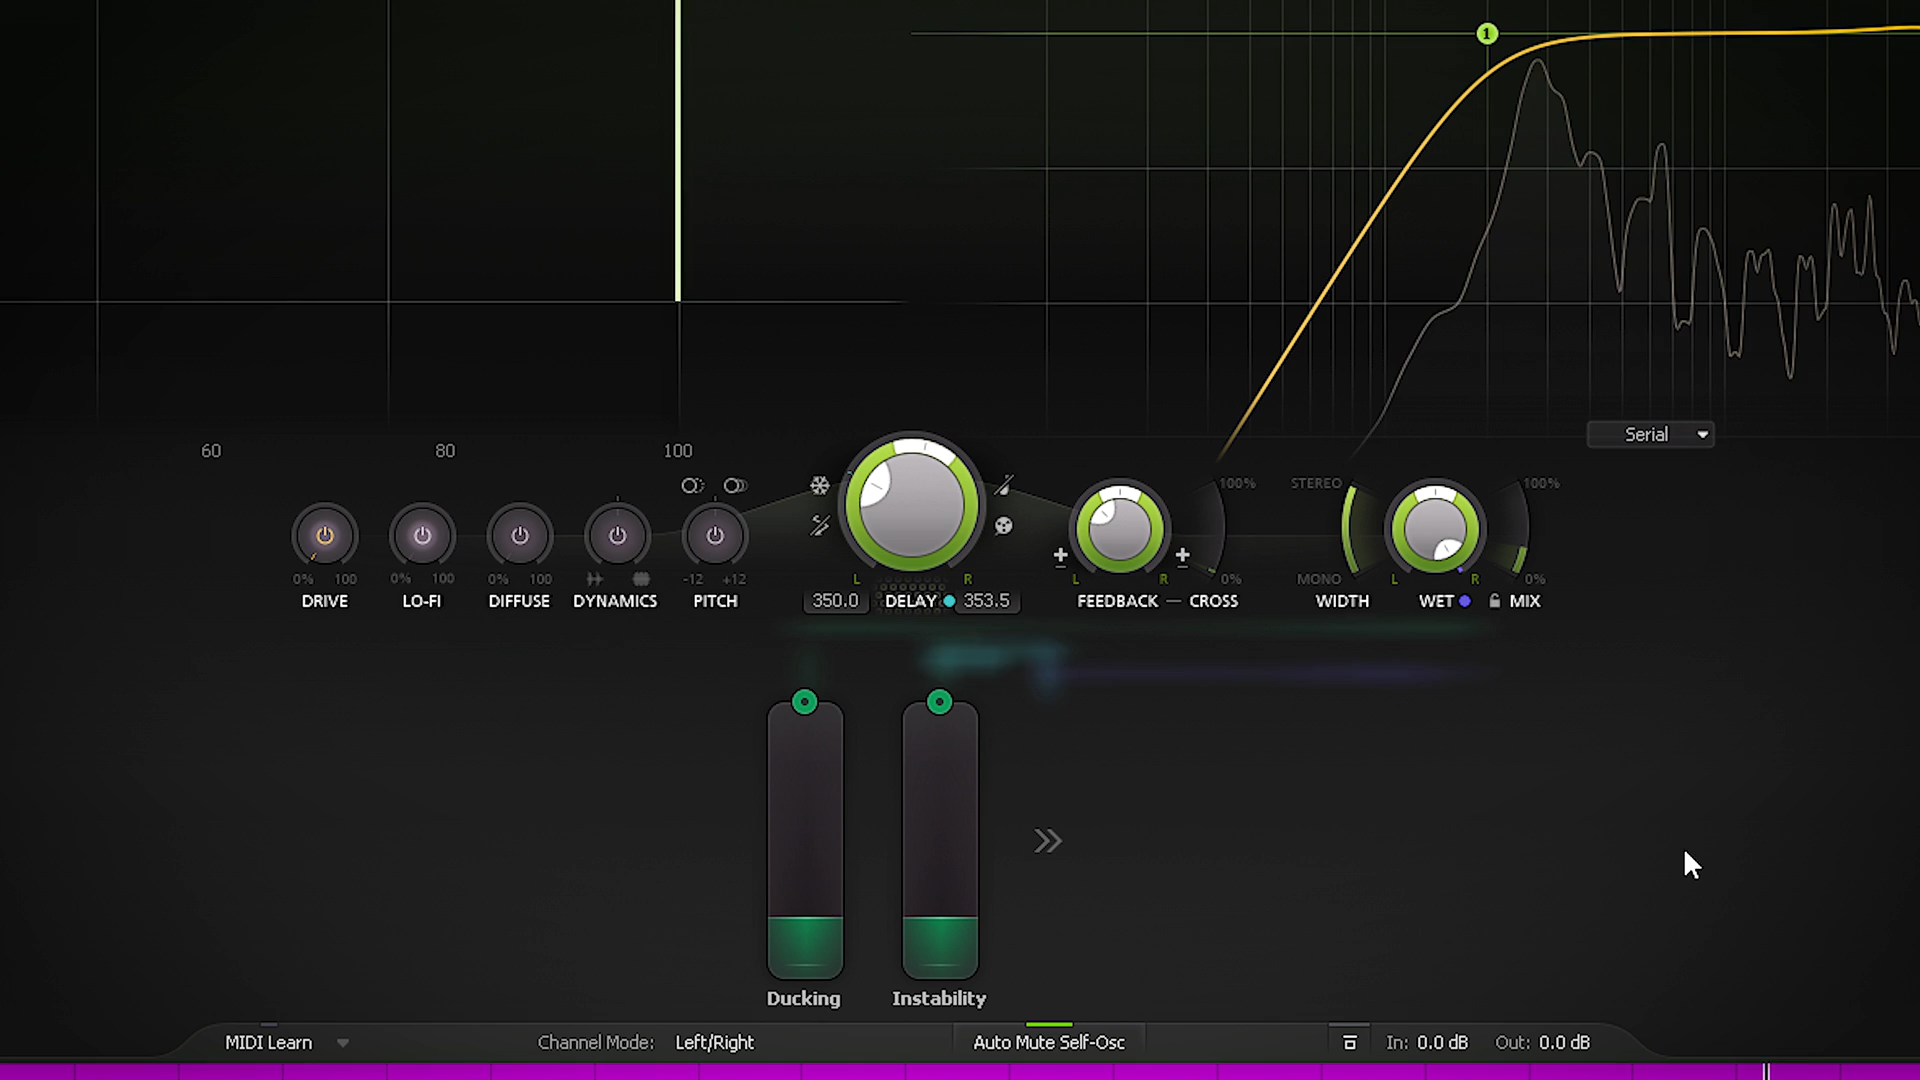 1
Serial
60 80 100
100% STEREO 100%
0% 100 0% 100 0% 100 -12 +12 L R L R 0% MONO L R 0%
DRIVE LO-FI DIFFUSE DYNAMICS PITCH 350.0 DELAY 353.5 FEEDBACK — CROSS WIDTH WET MIX
Ducking Instability
MIDI Learn Channel Mode: Left/Right Auto Mute Self-Osc In: 0.0 dB Out: 0.0 dB